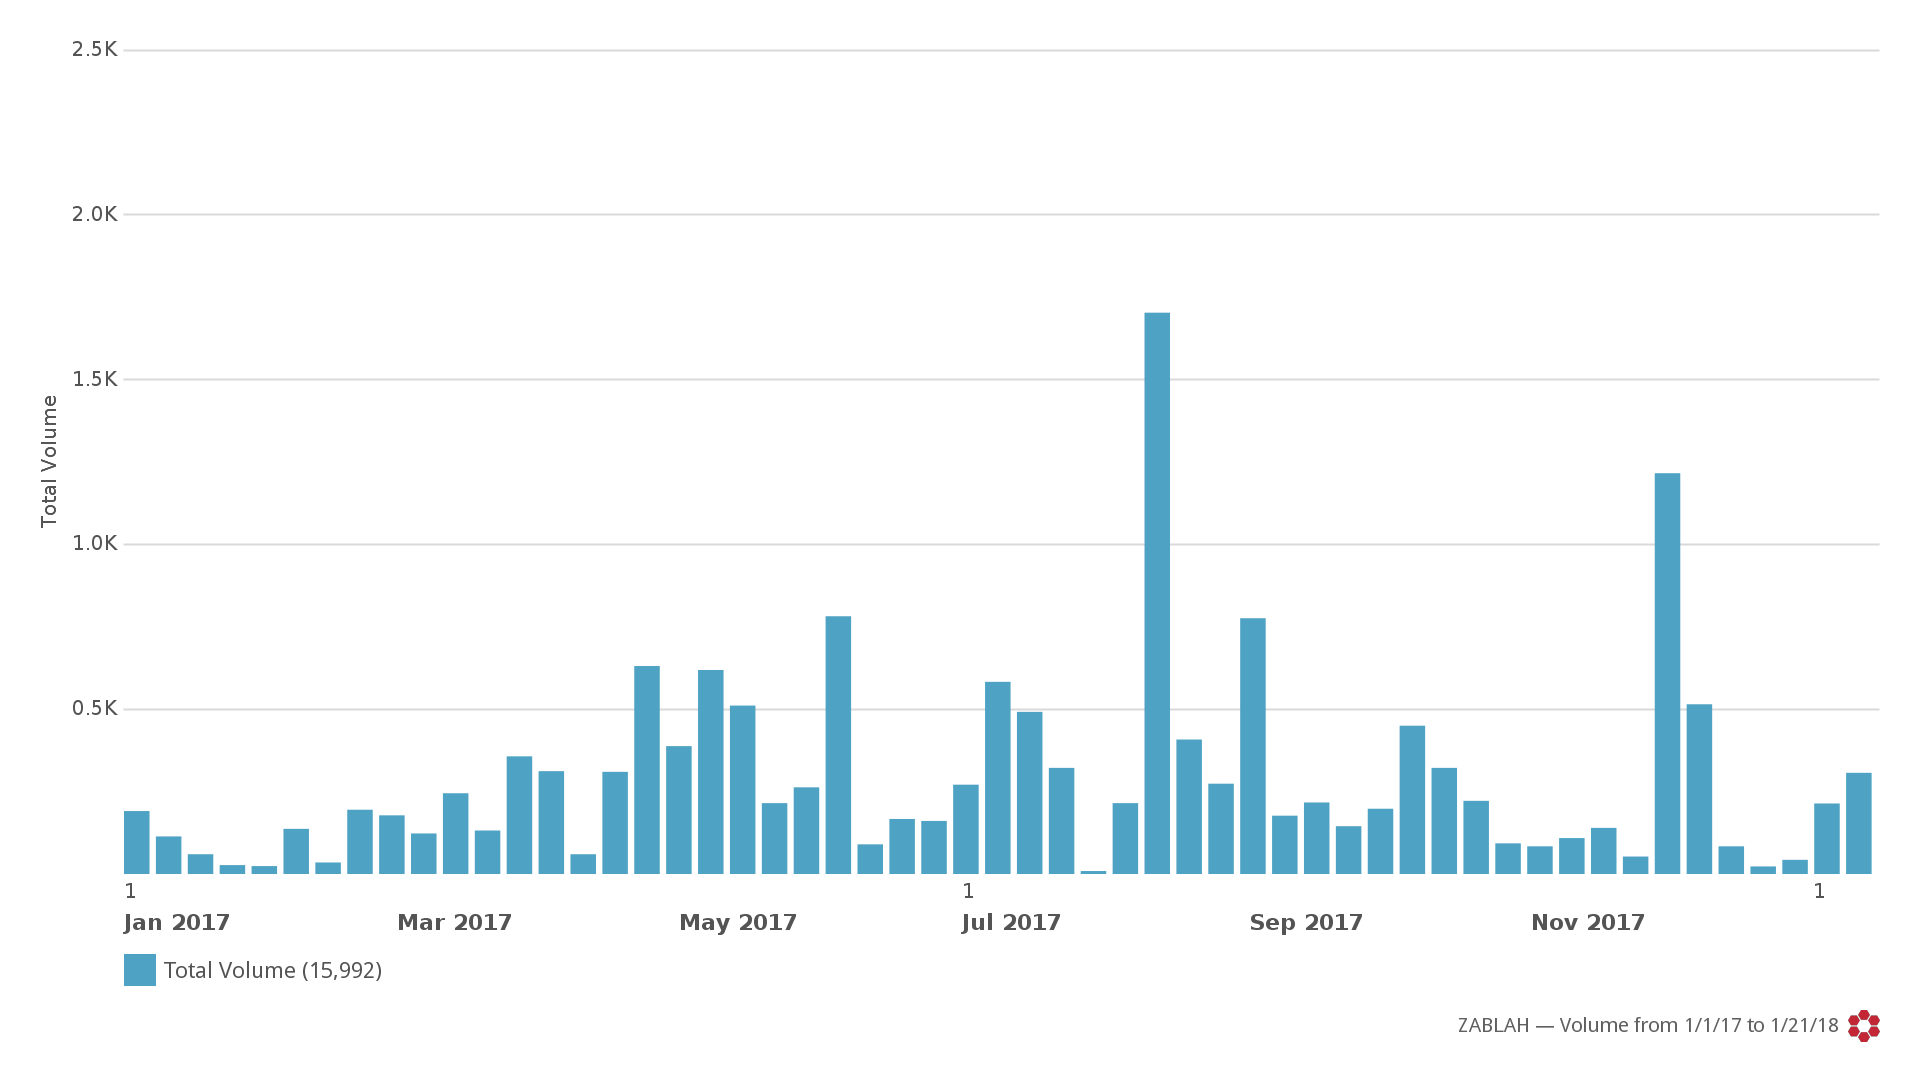 2.5K
2.0K
1.5K
1.0K
0.5K
Total Volume
1 1 1
Jan 2017 Mar 2017 May 2017 Jul 2017 Sep 2017 Nov 2017
Total Volume (15,992)
ZABLAH — Volume from 1/1/17 to 1/21/18